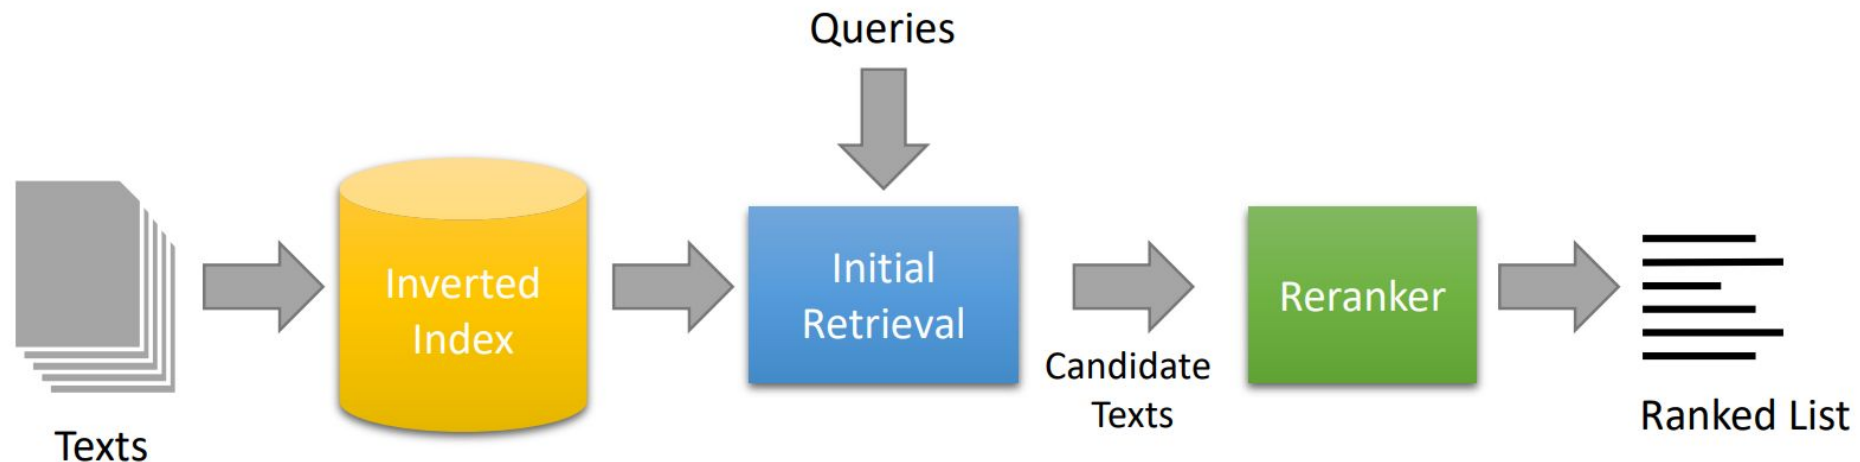 Queries
Texts
Inverted
Index
Initial
Retrieval
Candidate
Texts
Reranker
Ranked List